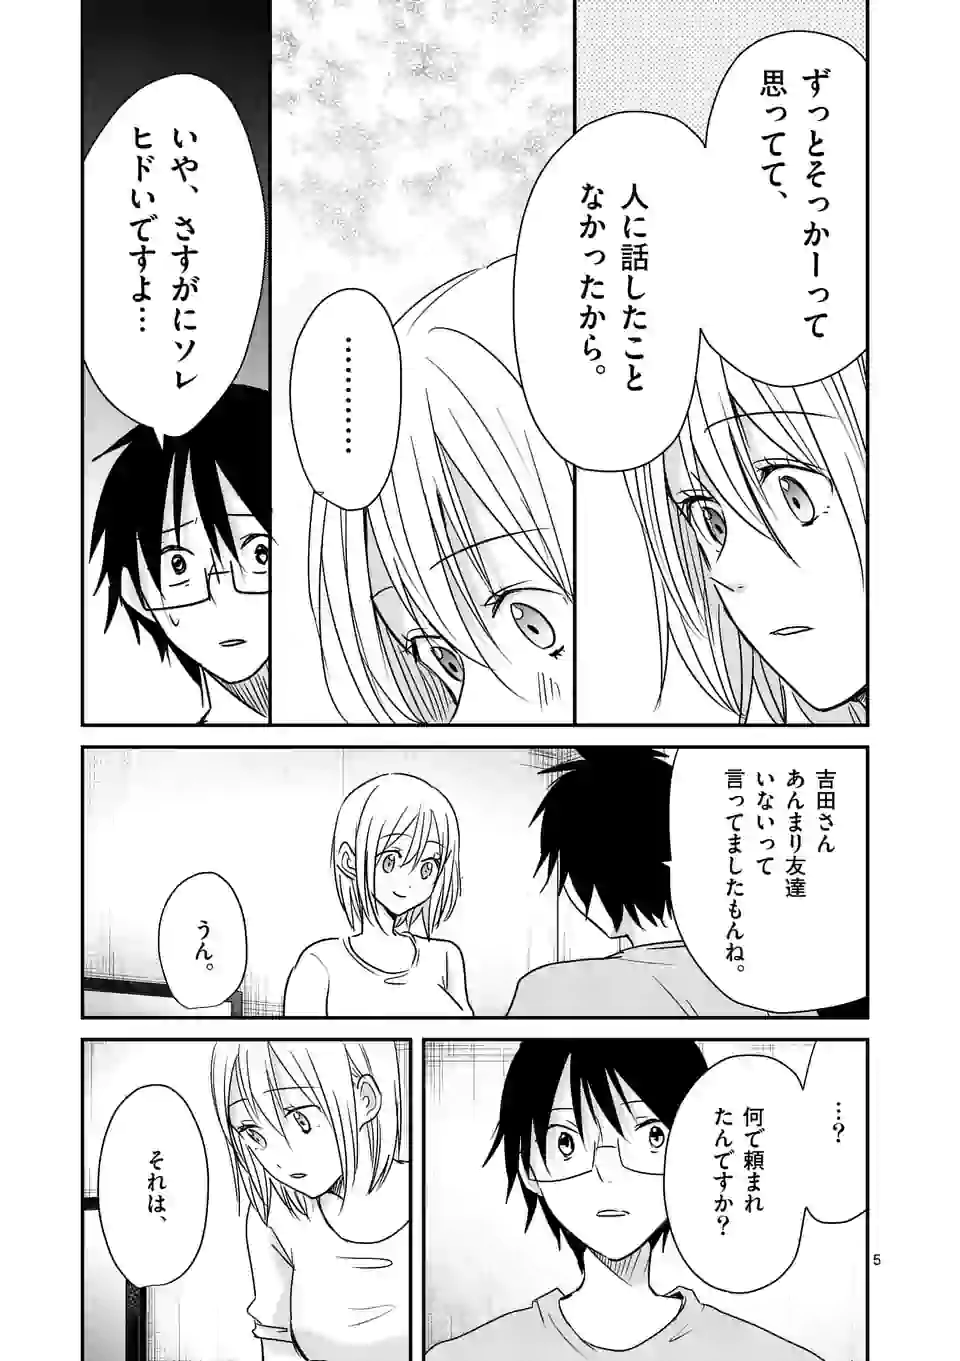 ずっとそっかーって
思ってて、
人に話したこと
なかったから。
…………
いや、さすがにソレ
ヒドいですよ…
吉田さん
あんまり友達
いないって
言ってましたもんね。
うん。
…？
何で頼まれ
たんですか？
それは、
5